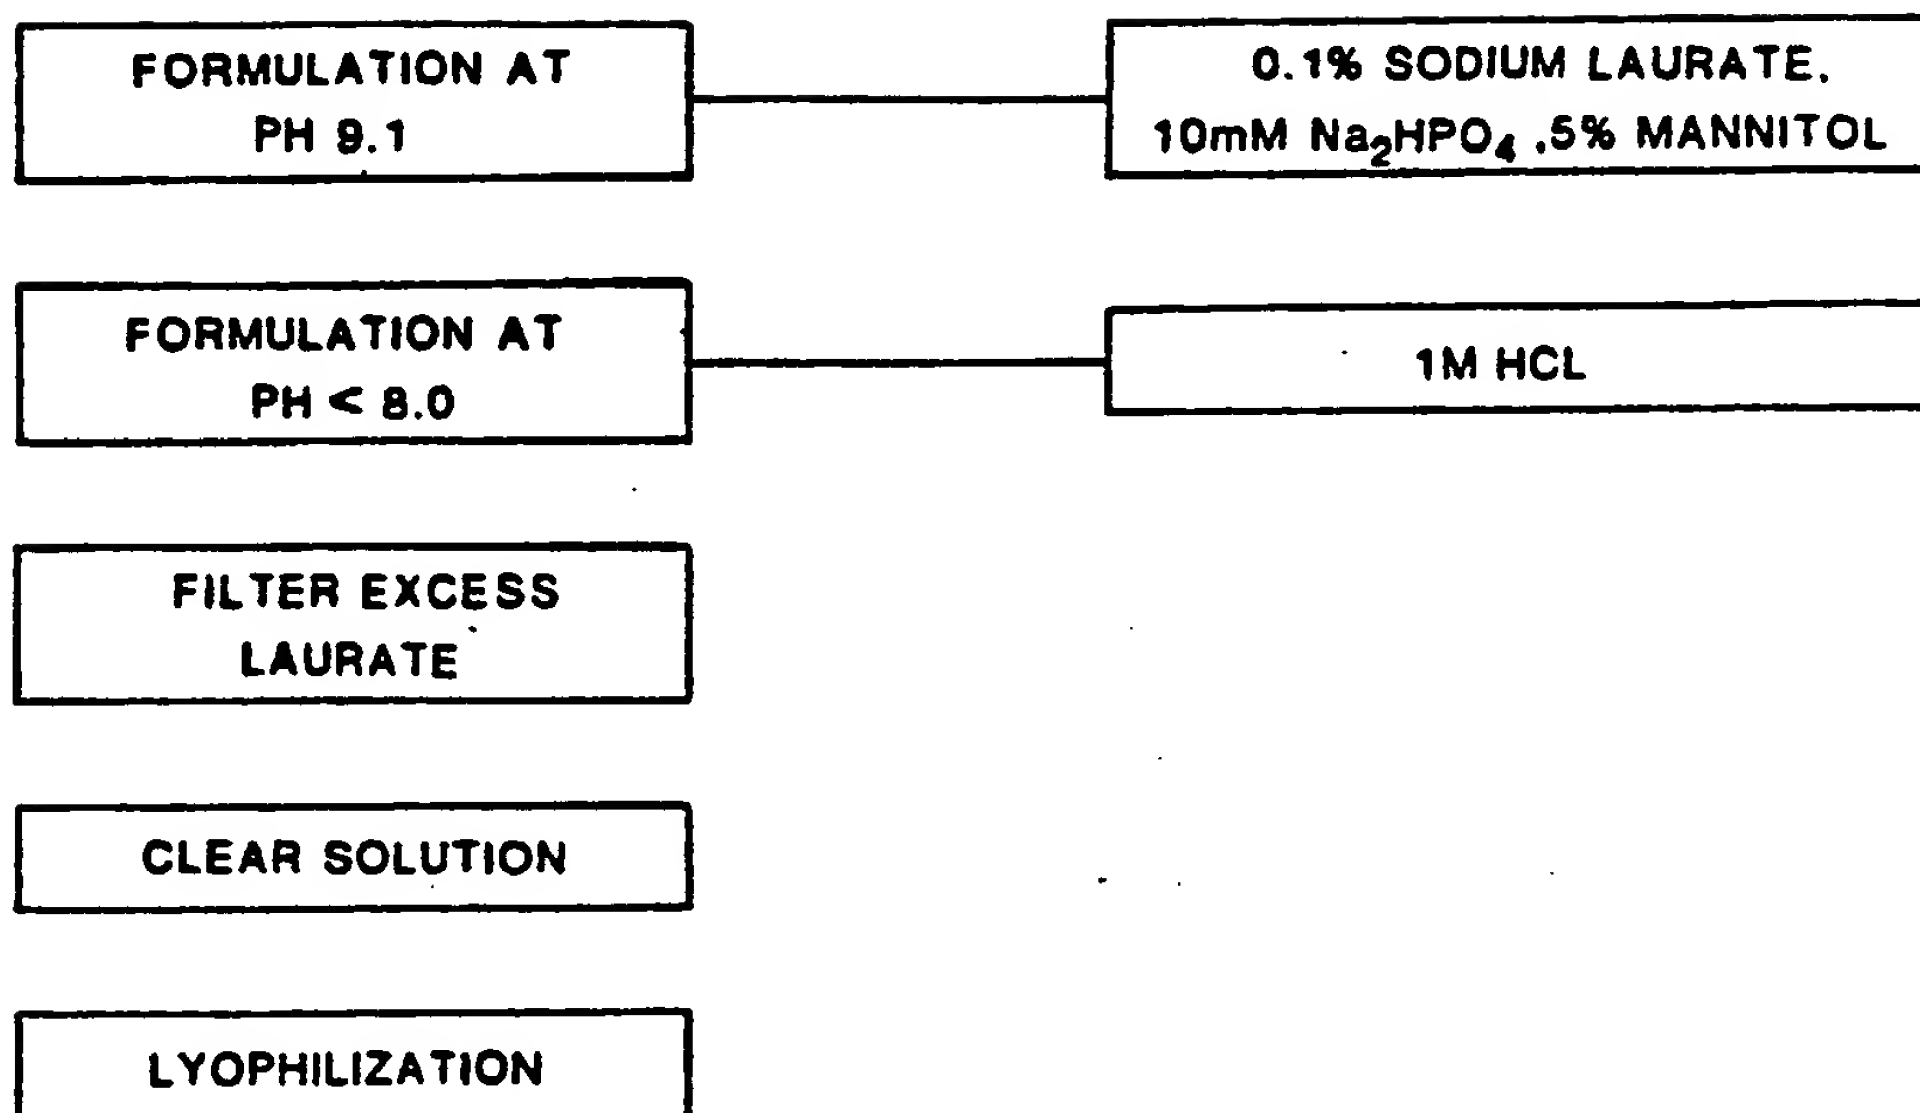 FORMULATION AT
PH 9.1
0.1% SODIUM LAURATE.
10mM Na₂HPO₄ .5% MANNITOL
FORMULATION AT
PH < 8.0
1M HCL
FILTER EXCESS
LAURATE
CLEAR SOLUTION
LYOPHILIZATION